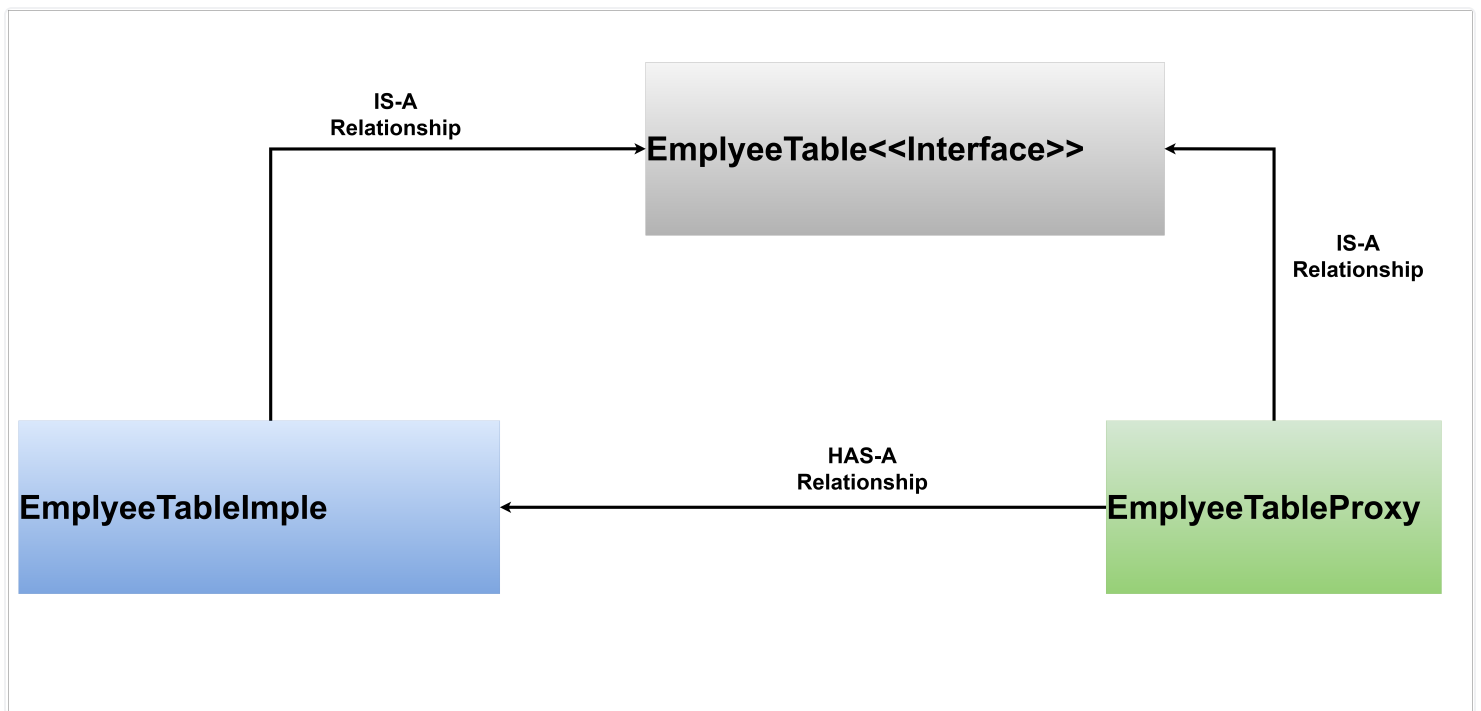 IS-A
Relationship
EmplyeeTable<<Interface>>
IS-A
Relationship
HAS-A
Relationship
EmplyeeTableImple
EmplyeeTableProxy